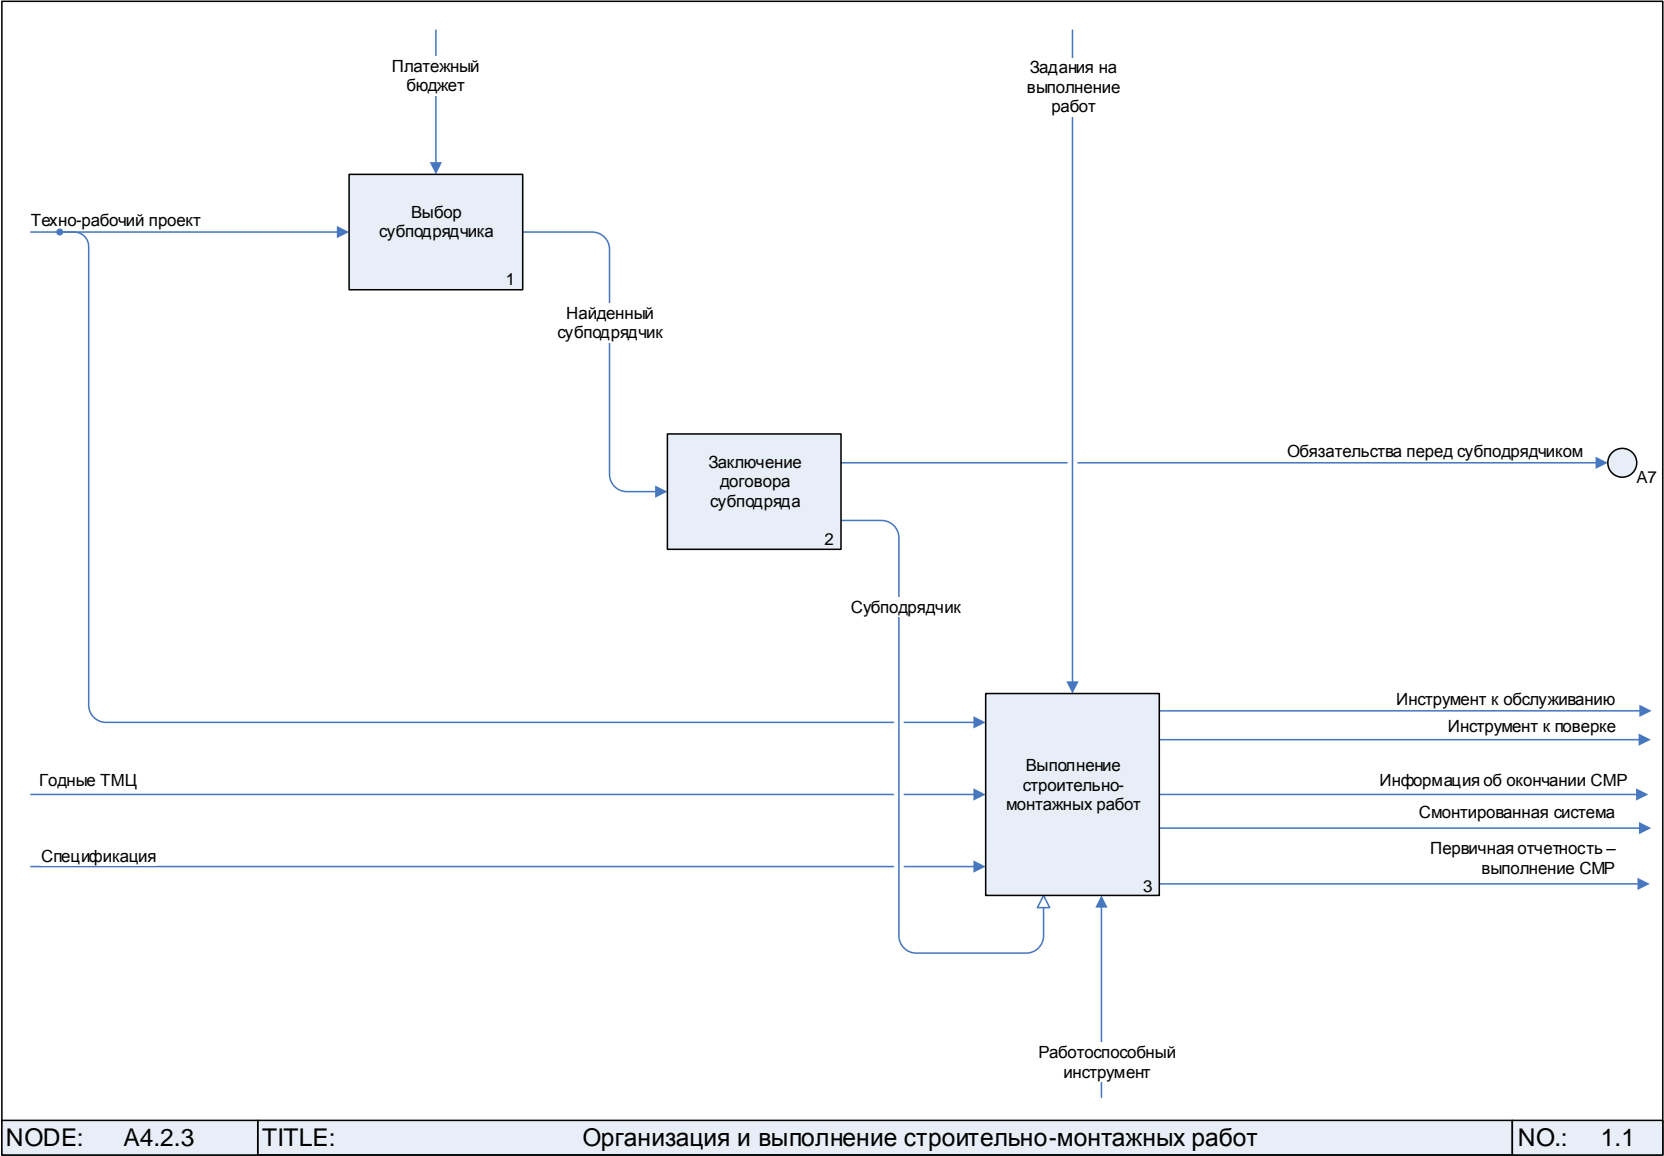 Платежный
бюджет
Задания на
выполнение
работ
Техно-рабочий проект
Выбор
субподрядчика
1
Найденный
субподрядчик
Заключение
договора
субподряда
2
Обязательства перед субподрядчиком
A7
Субподрядчик
Инструмент к обслуживанию
Инструмент к поверке
Годные ТМЦ
Выполнение
строительно-
монтажных работ
3
Информация об окончании СМР
Смонтированная система
Спецификация
Первичная отчетность –
выполнение СМР
Работоспособный
инструмент
NODE: A4.2.3 TITLE: Организация и выполнение строительно-монтажных работ NO.: 1.1